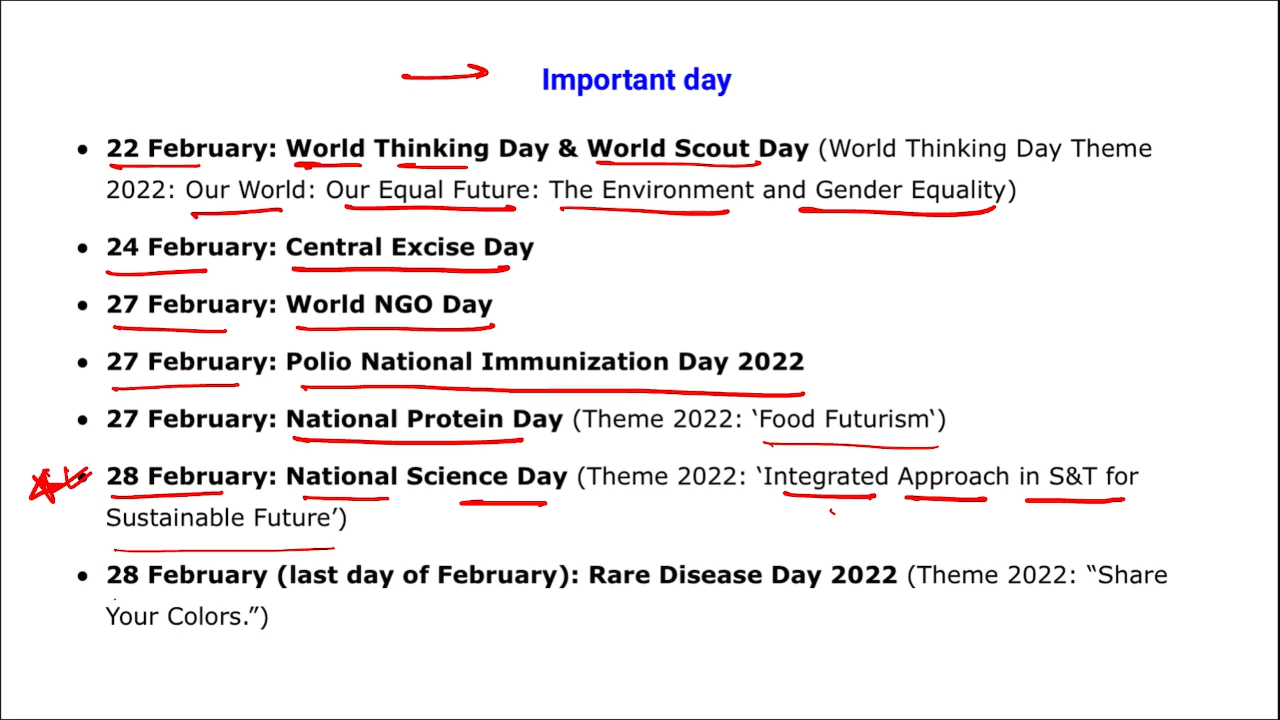 Important day
• 22 February: World Thinking Day & World Scout Day (World Thinking Day Theme
2022: Our World: Our Equal Future: The Environment and Gender Equality)
• 24 February: Central Excise Day
• 27 February: World NGO Day
• 27 February: Polio National Immunization Day 2022
• 27 February: National Protein Day (Theme 2022: ‘Food Futurism‘)
• 28 February: National Science Day (Theme 2022: ‘Integrated Approach in S&T for
Sustainable Future’)
• 28 February (last day of February): Rare Disease Day 2022 (Theme 2022: “Share
Your Colors.”)